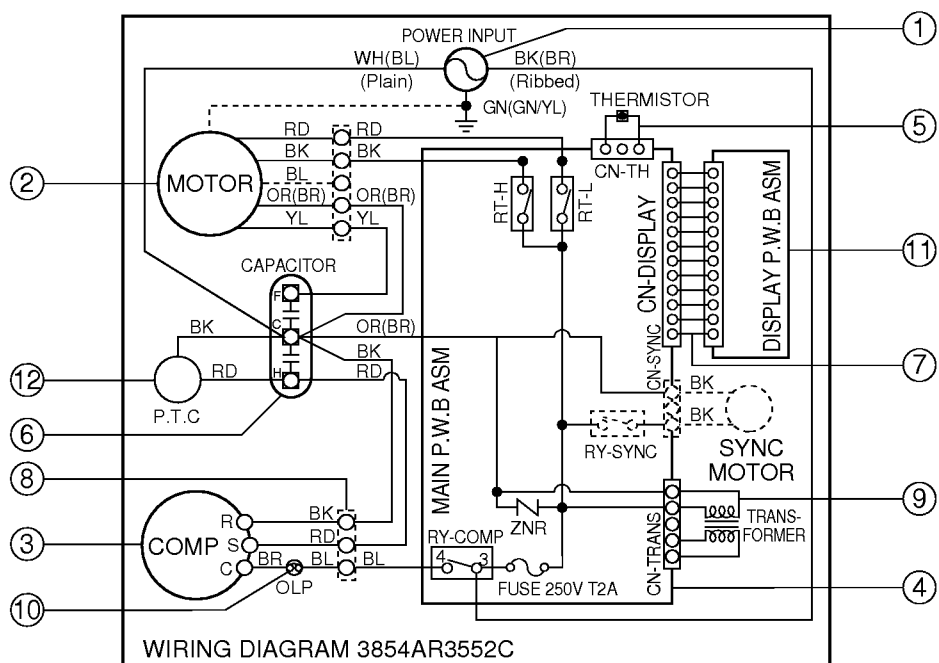 POWER INPUT
1
WH(BL)
BK(BR)
(Plain)
(Ribbed)
GN(GN/YL)
THERMISTOR
5
RD
RD
BK
BK
CN-TH
MOTOR
2
BL
OR(BR)
OR(BR)
YL
YL
RT-H
RT-L
CN-DISPLAY
DISPLAY P.W.B ASM
11
CAPACITOR
F
C
H
BK
OR(BR)
BK
RD
RD
12
P.T.C
6
MAIN P.W.B ASM
CN-SYNC
7
BK
BK
RY-SYNC
SYNC
MOTOR
8
R
BK
3
COMP
S
RD
C
BR
BL
BL
10
OLP
RY-COMP
4
3
ZNR
FUSE 250V T2A
CN-TRANS
9
TRANS-
FORMER
4
WIRING DIAGRAM 3854AR3552C